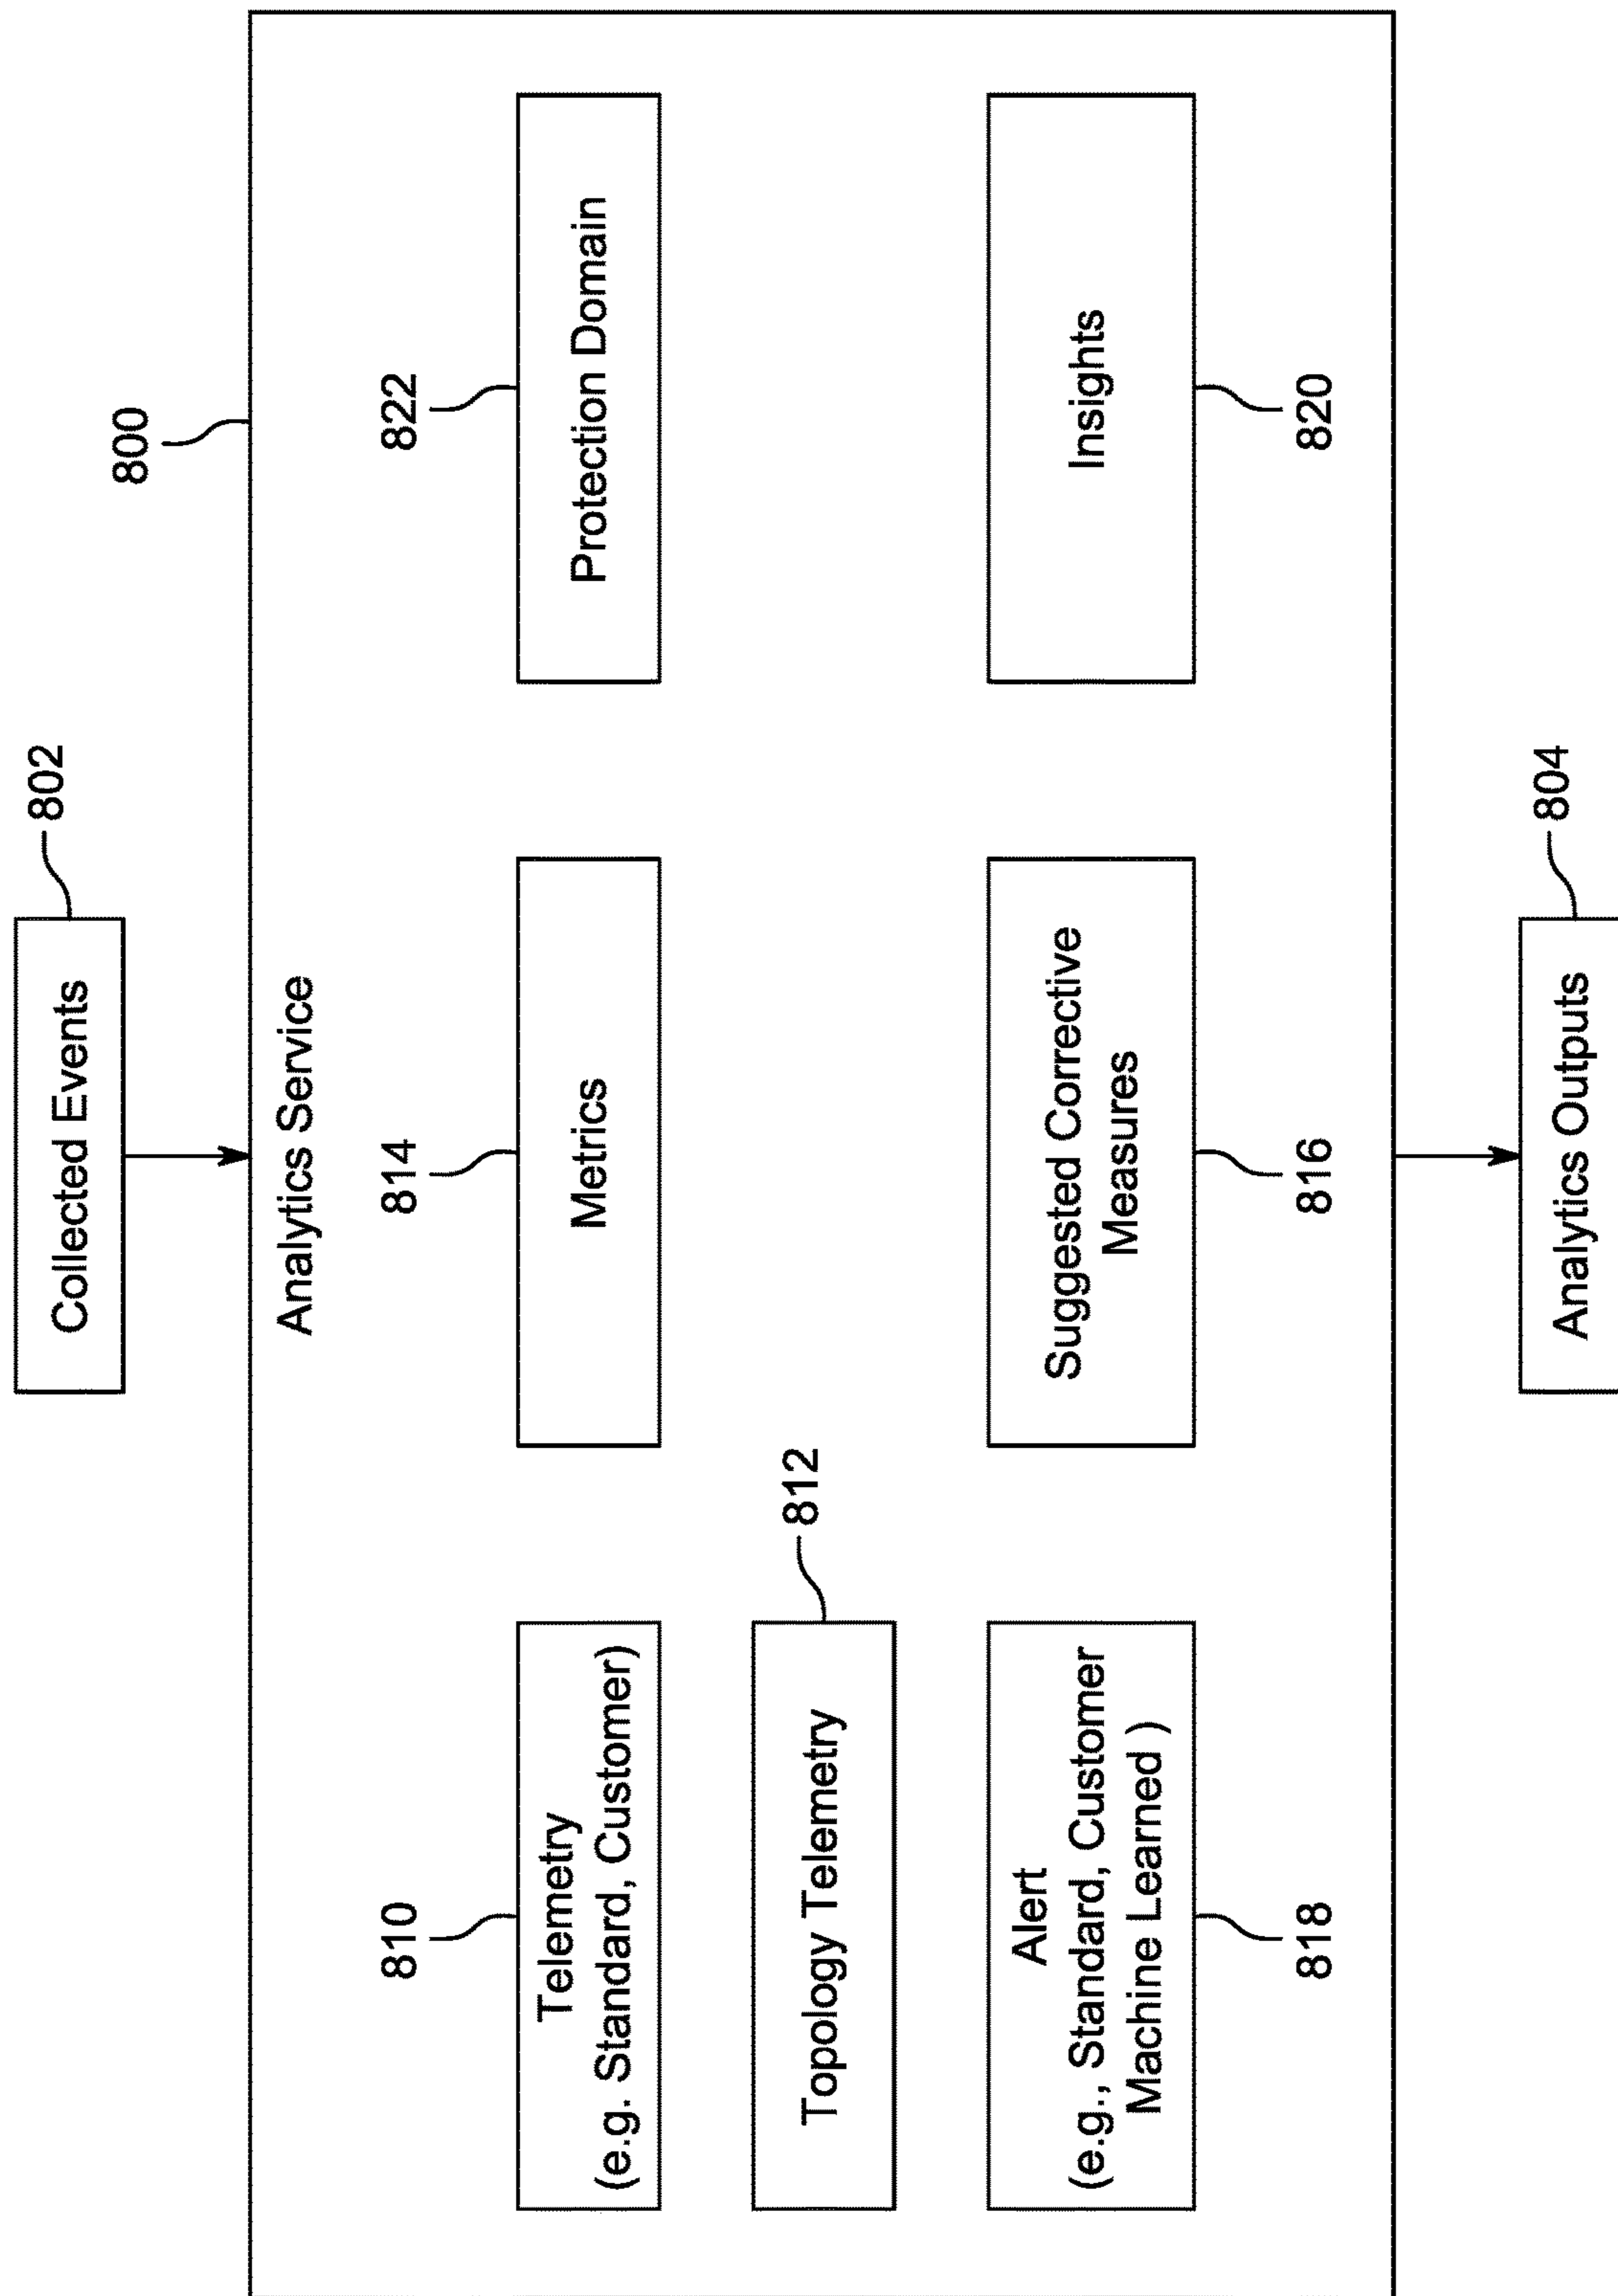 802
Collected Events
800
Analytics Service
810
Telemetry
(e.g. Standard, Customer)
814
Metrics
822
Protection Domain
812
Topology Telemetry
Alert
(e.g., Standard, Customer
Machine Learned )
818
Suggested Corrective
Measures
816
Insights
820
804
Analytics Outputs